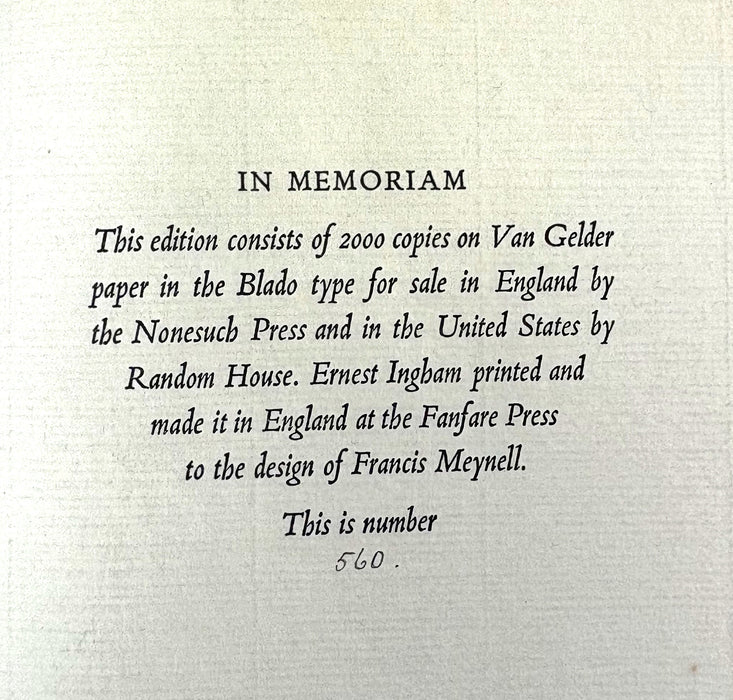 IN MEMORIAM
This edition consists of 2000 copies on Van Gelder
paper in the Blado type for sale in England by
the Nonesuch Press and in the United States by
Random House. Ernest Ingham printed and
made it in England at the Fanfare Press
to the design of Francis Meynell.
This is number
560.